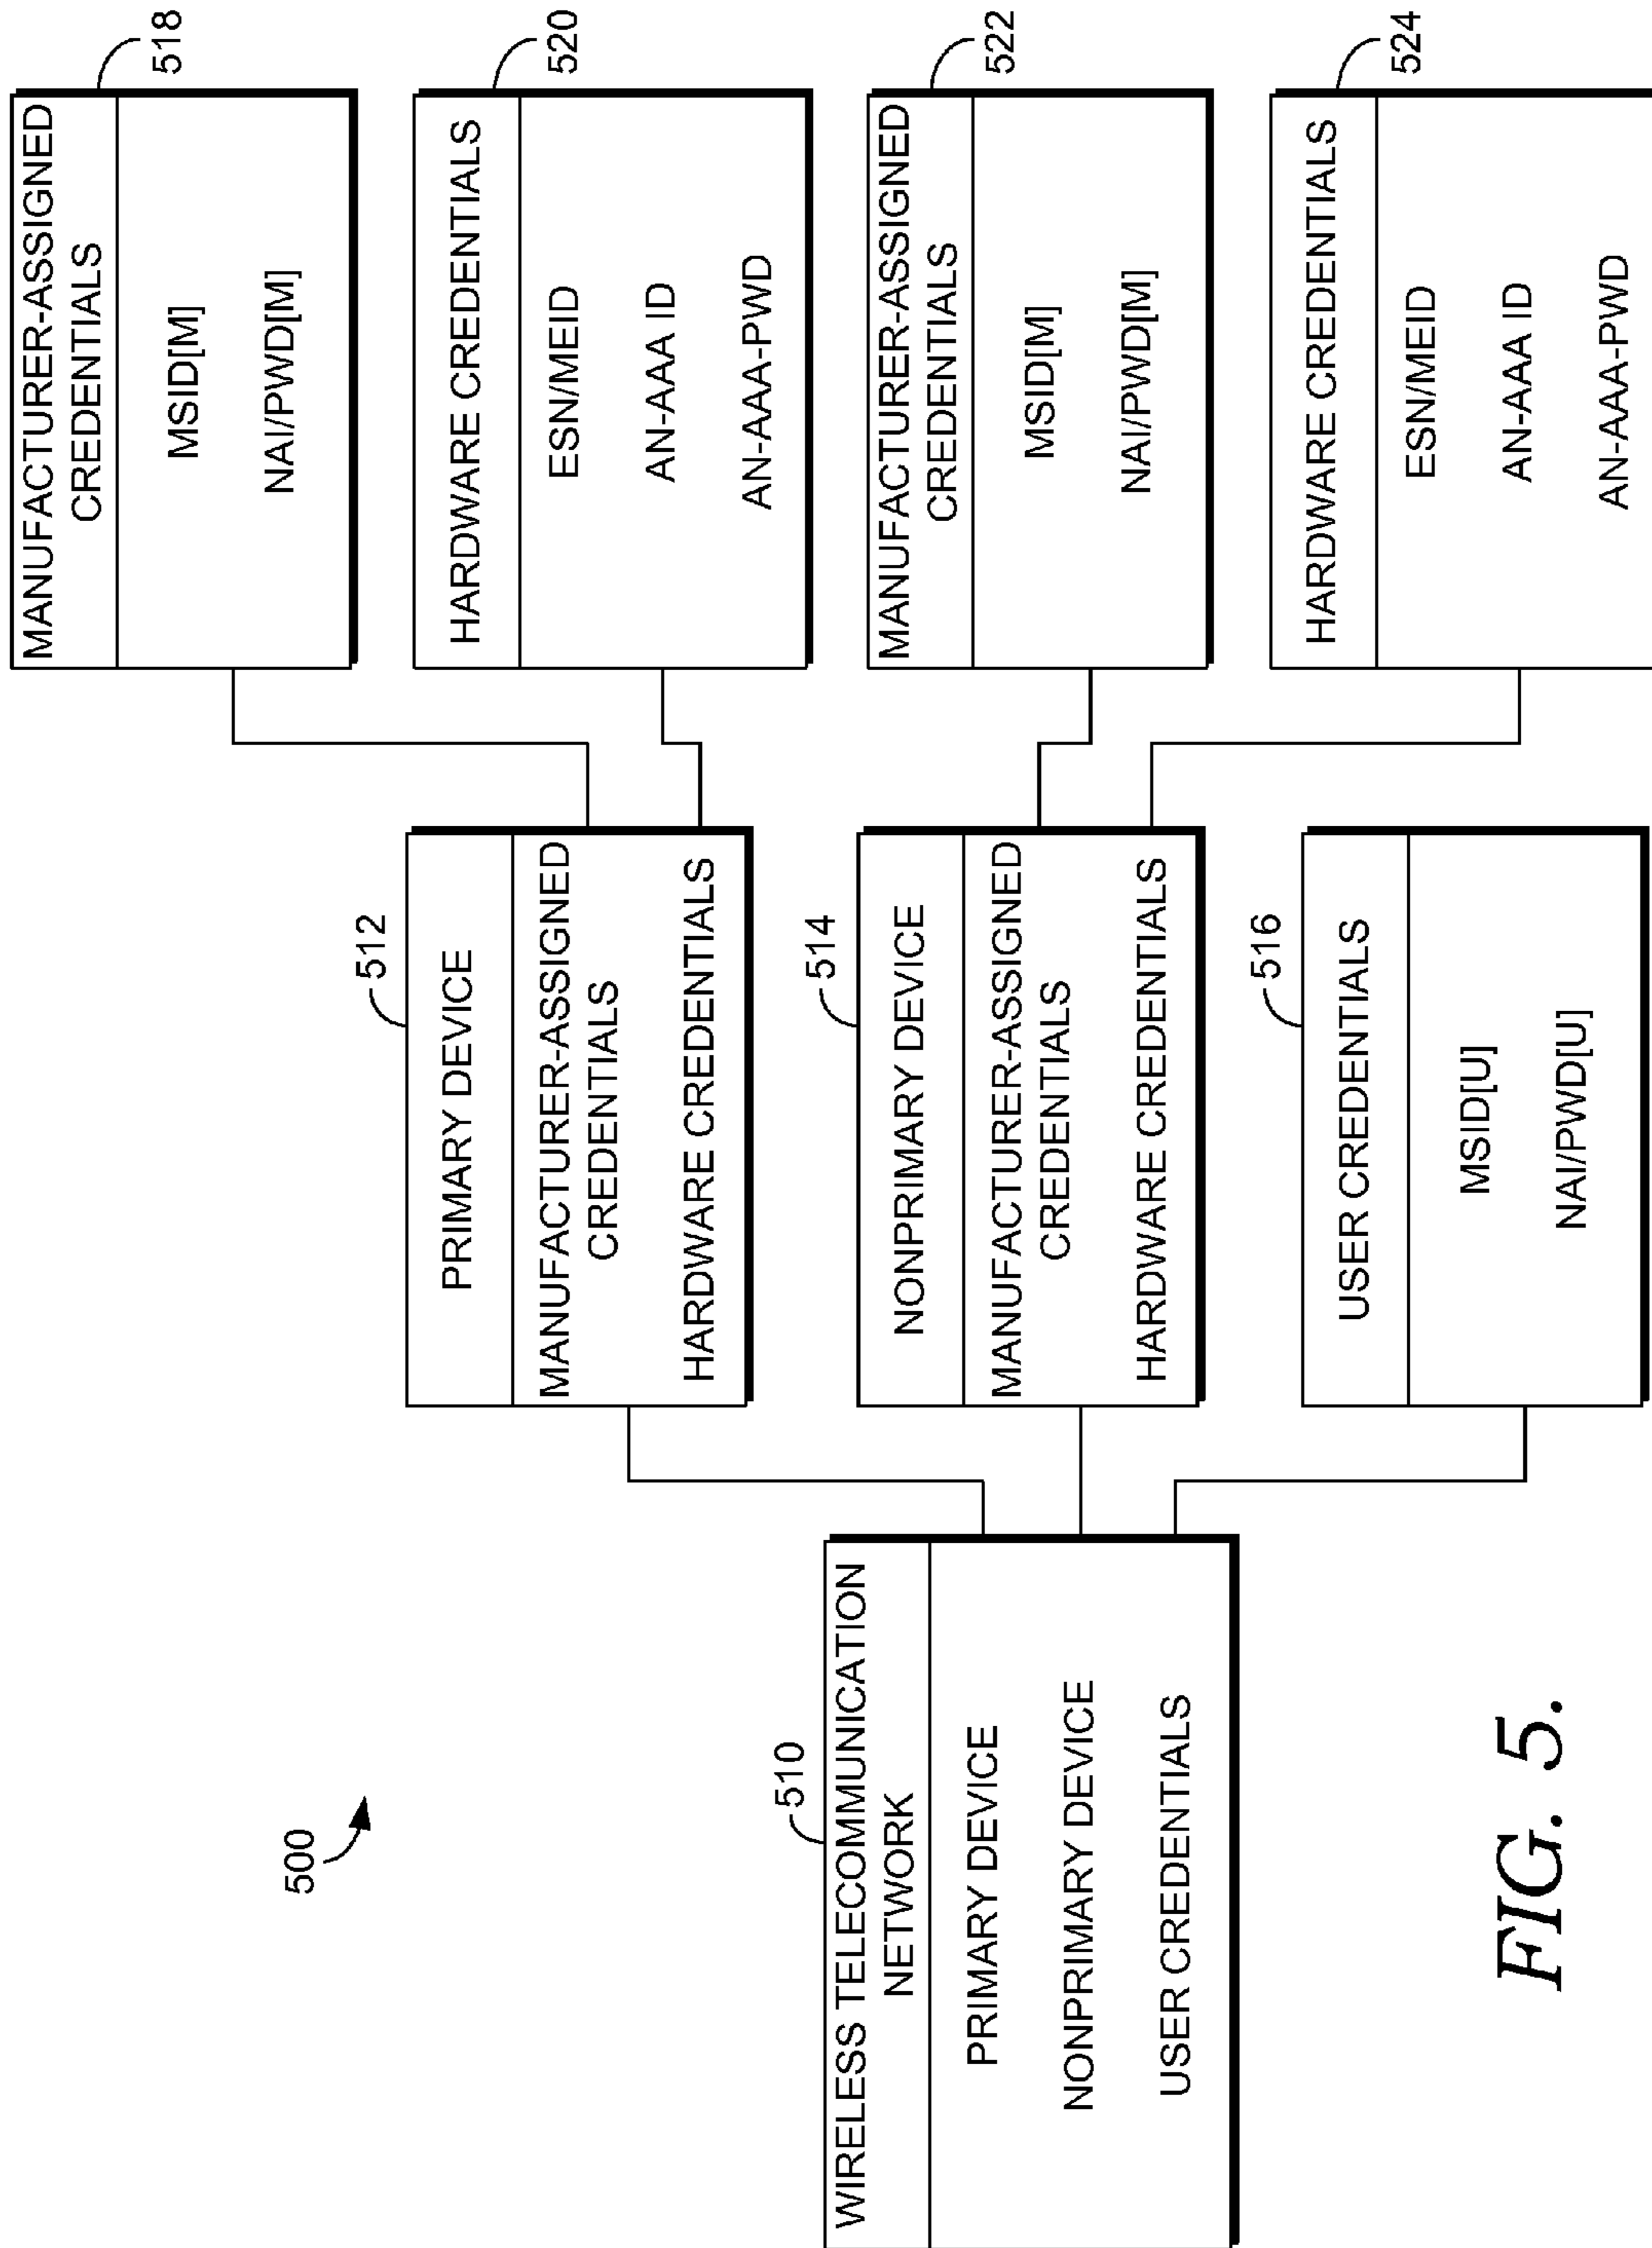 500
510
WIRELESS TELECOMMUNICATION
NETWORK
PRIMARY DEVICE
NONPRIMARY DEVICE
USER CREDENTIALS
512
PRIMARY DEVICE
MANUFACTURER-ASSIGNED
CREDENTIALS
HARDWARE CREDENTIALS
514
NONPRIMARY DEVICE
MANUFACTURER-ASSIGNED
CREDENTIALS
HARDWARE CREDENTIALS
516
USER CREDENTIALS
MSID[U]
NAI/PWD[U]
518
MANUFACTURER-ASSIGNED
CREDENTIALS
MSID[M]
NAI/PWD[M]
520
HARDWARE CREDENTIALS
ESN/MEID
AN-AAA ID
AN-AAA-PWD
522
MANUFACTURER-ASSIGNED
CREDENTIALS
MSID[M]
NAI/PWD[M]
524
HARDWARE CREDENTIALS
ESN/MEID
AN-AAA ID
AN-AAA-PWD
FIG. 5.